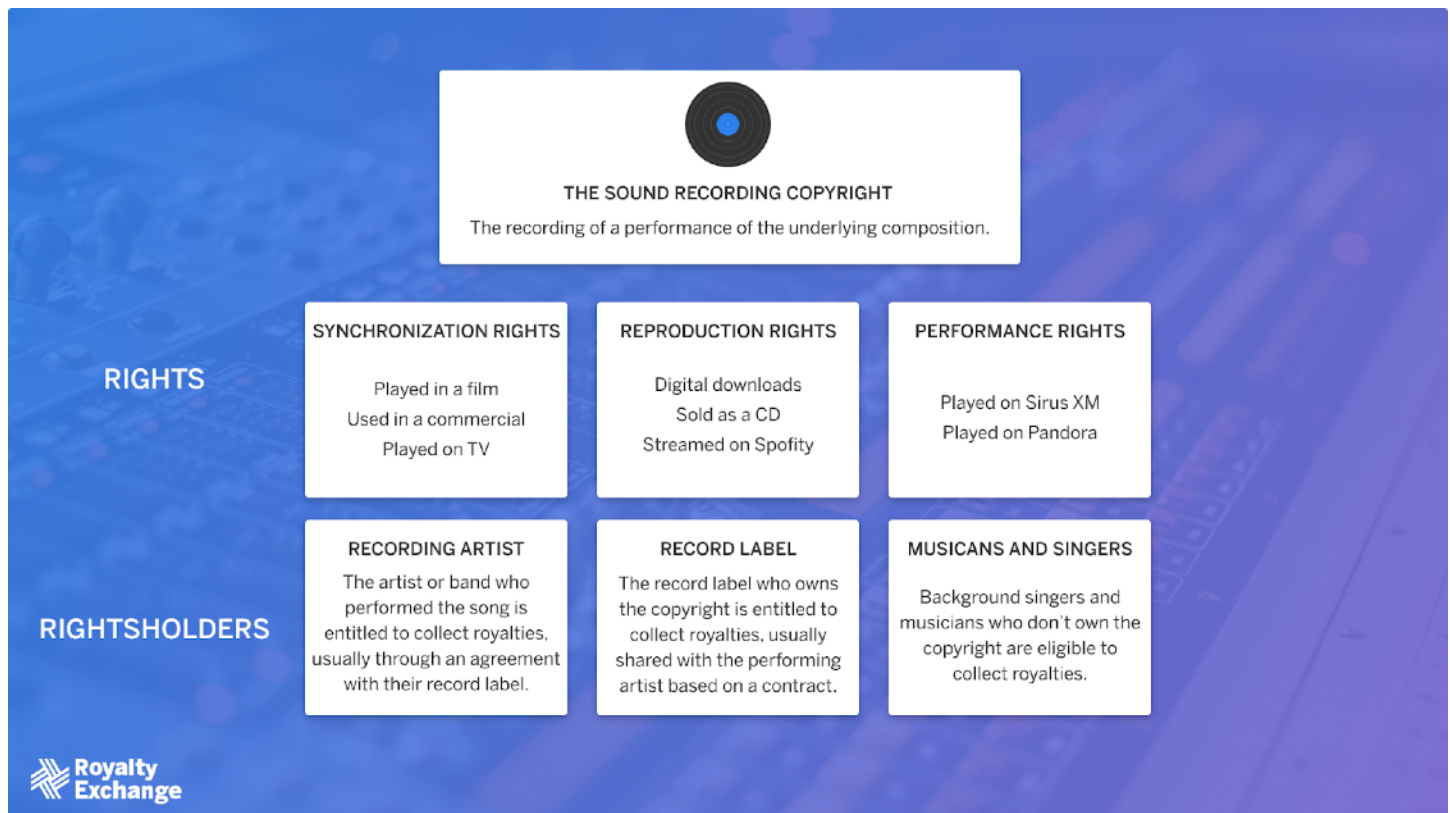 THE SOUND RECORDING COPYRIGHT
The recording of a performance of the underlying composition.
RIGHTS
SYNCHRONIZATION RIGHTS
Played in a film
Used in a commercial
Played on TV
REPRODUCTION RIGHTS
Digital downloads
Sold as a CD
Streamed on Spofity
PERFORMANCE RIGHTS
Played on Sirus XM
Played on Pandora
RIGHTSHOLDERS
RECORDING ARTIST
The artist or band who
performed the song is
entitled to collect royalties,
usually through an agreement
with their record label.
RECORD LABEL
The record label who owns
the copyright is entitled to
collect royalties, usually
shared with the performing
artist based on a contract.
MUSICANS AND SINGERS
Background singers and
musicians who don't own the
copyright are eligible to
collect royalties.
Royalty
Exchange